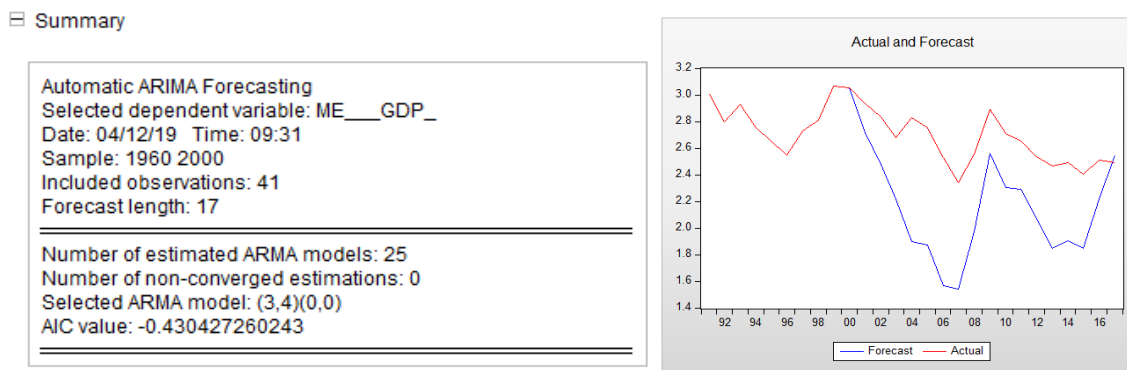 Summary
Automatic ARIMA Forecasting
Selected dependent variable: ME___GDP_
Date: 04/12/19 Time: 09:31
Sample: 1960 2000
Included observations: 41
Forecast length: 17
Number of estimated ARMA models: 25
Number of non-converged estimations: 0
Selected ARMA model: (3,4)(0,0)
AIC value: -0.430427260243
Actual and Forecast
3.2
3.0
2.8
2.6
2.4
2.2
2.0
1.8
1.6
1.4
92 94 96 98 00 02 04 06 08 10 12 14 16
Forecast Actual